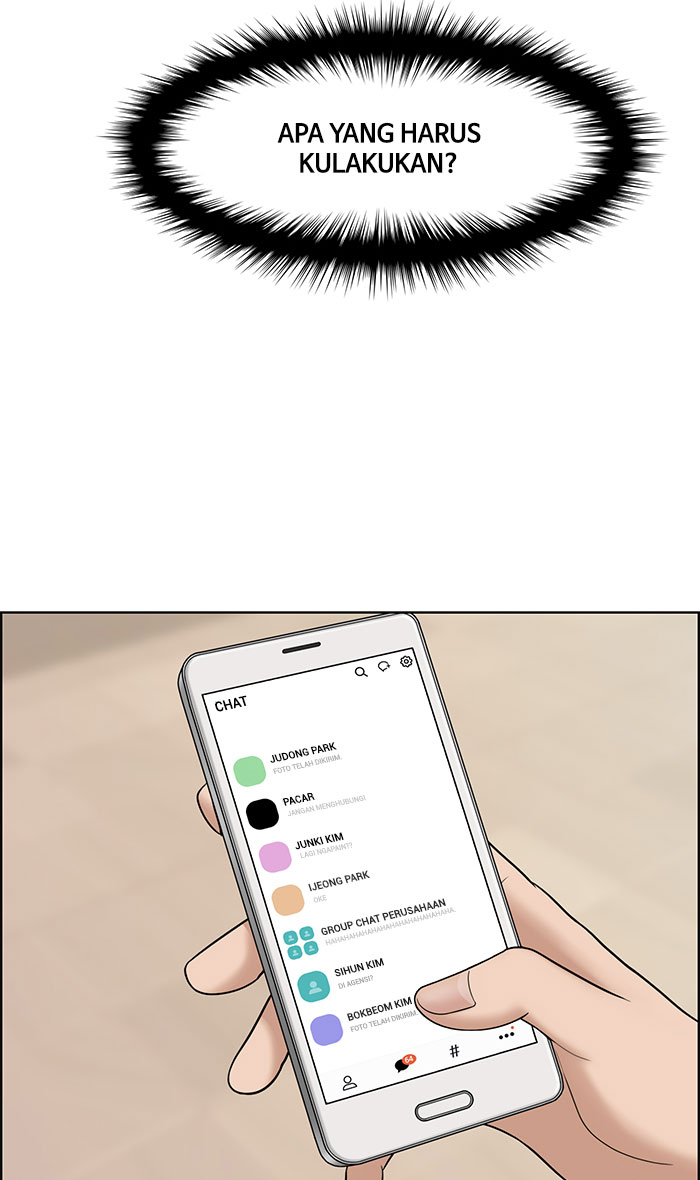 APA YANG HARUS
KULAKUKAN?
CHAT
JUDONG PARK
FOTO TELAH DIKIRIM.
PACAR
JANGAN MENGHUBUNGI
JUNKI KIM
LAGI NGAPAIN??
IJEONG PARK
OKE
GROUP CHAT PERUSAHAAN
HAHAHAHAHAHAHAHAHAHAHAHAHA.
SIHUN KIM
DI AGENSI?
BOKBEOM KIM
FOTO TELAH DIKIRIM.
64
#